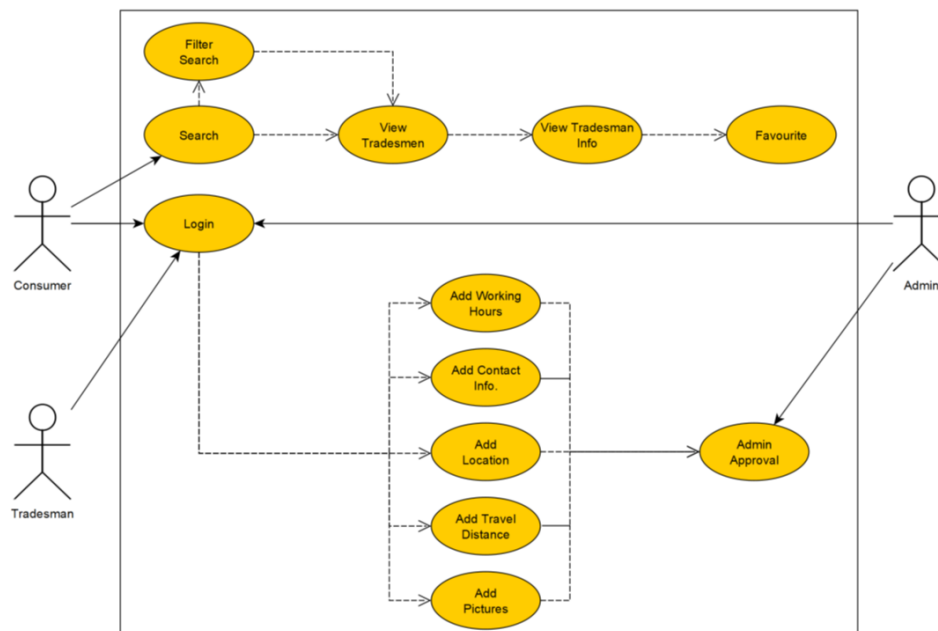 Filter
Search
Search
View
Tradesmen
View Tradesman
Info
Favourite
Login
Consumer
Admin
Add Working
Hours
Add Contact
Info.
Add
Location
Admin
Approval
Tradesman
Add Travel
Distance
Add
Pictures